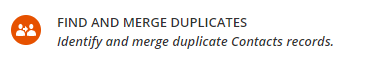 FIND AND MERGE DUPLICATES
Identify and merge duplicate Contacts records.